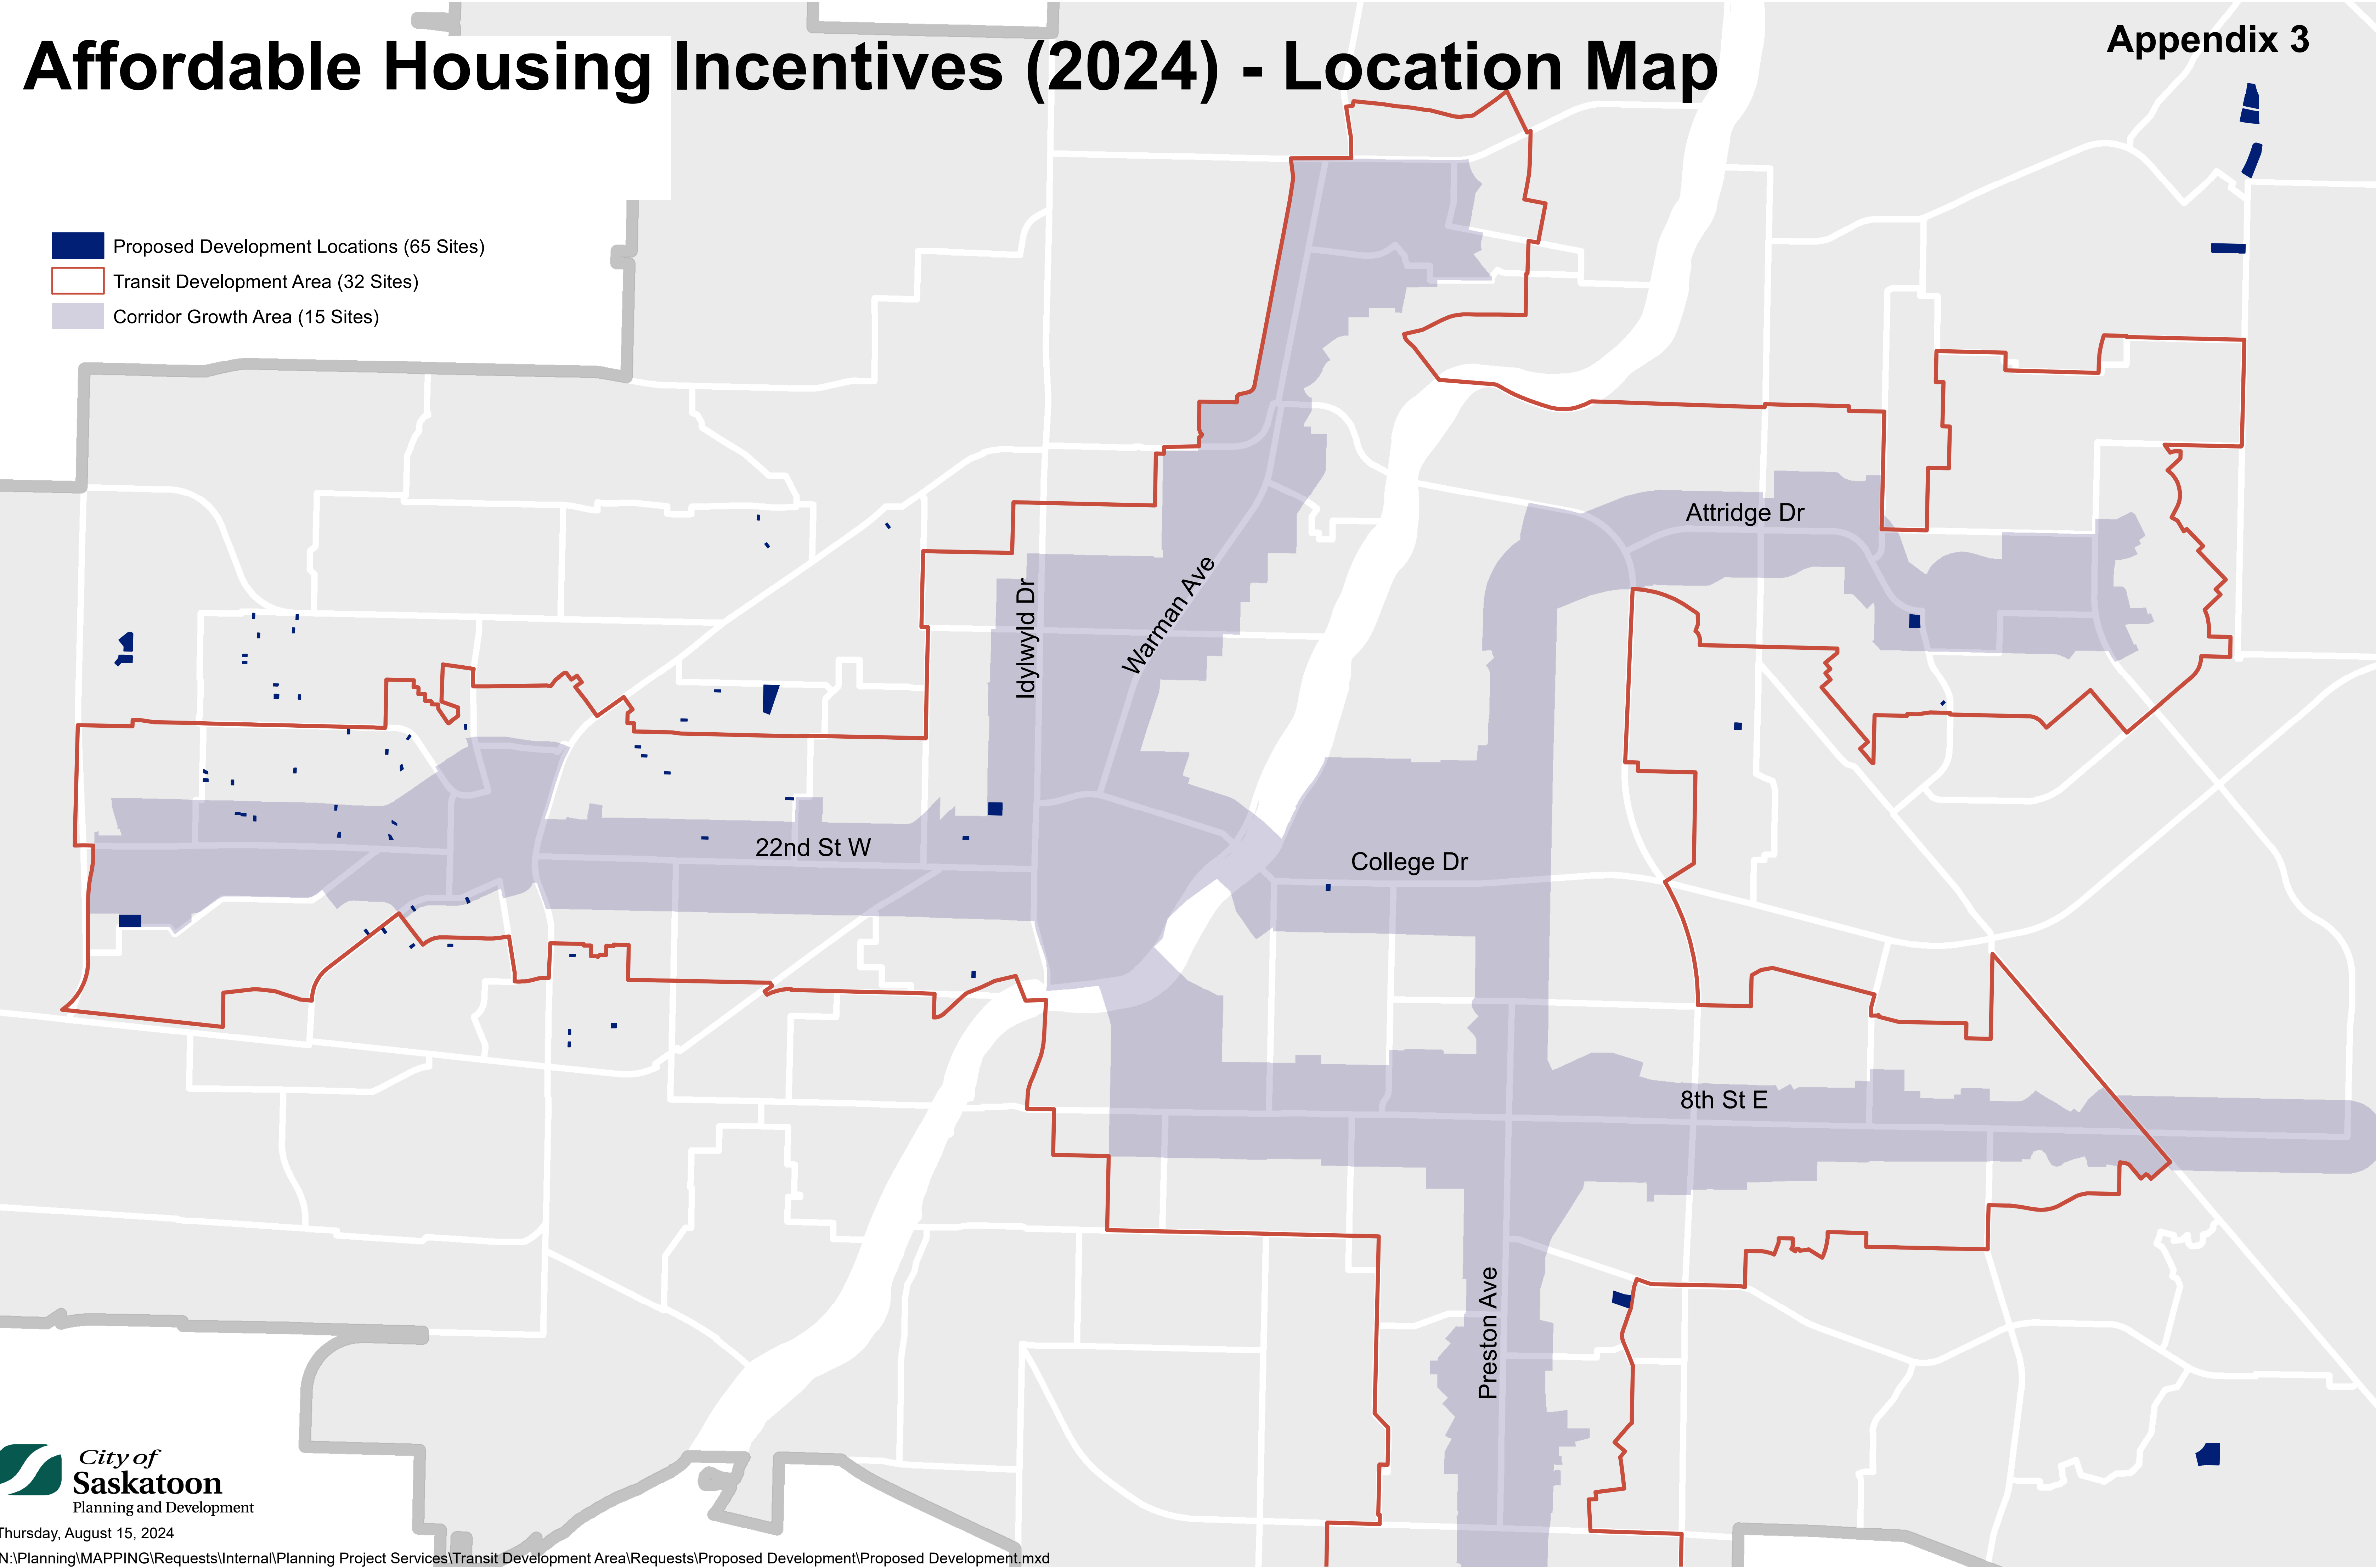 Affordable Housing Incentives (2024) - Location Map
Appendix 3
Proposed Development Locations (65 Sites)
Transit Development Area (32 Sites)
Corridor Growth Area (15 Sites)
Attridge Dr
Idylwyld Dr
Warman Ave
22nd St W
College Dr
8th St E
Preston Ave
City of
Saskatoon
Planning and Development
Thursday, August 15, 2024
N:\Planning\MAPPING\Requests\Internal\Planning Project Services\Transit Development Area\Requests\Proposed Development\Proposed Development.mxd